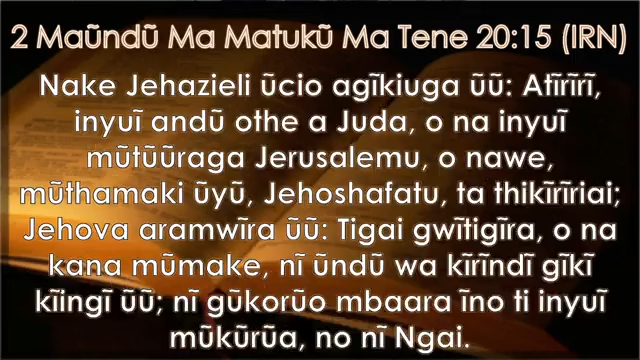 2 Maũndũ Ma Matukũ Ma Tene 20:15 (IRN)
Nake Jehazieli ũcio agĩkiuga ũũ: Atĩrĩrĩ,
inyuĩ andũ othe a Juda, o na inyuĩ
mũtũũraga Jerusalemu, o nawe,
mũthamaki ũyũ, Jehoshafatu, ta thikĩrĩriai;
Jehova aramwĩra ũũ: Tigai gwĩtigĩra, o na
kana mũmake, nĩ ũndũ wa kĩrĩndĩ gĩkĩ
kĩingĩ ũũ; nĩ gũkorũo mbaara ĩno ti inyuĩ
mũkũrũa, no nĩ Ngai.